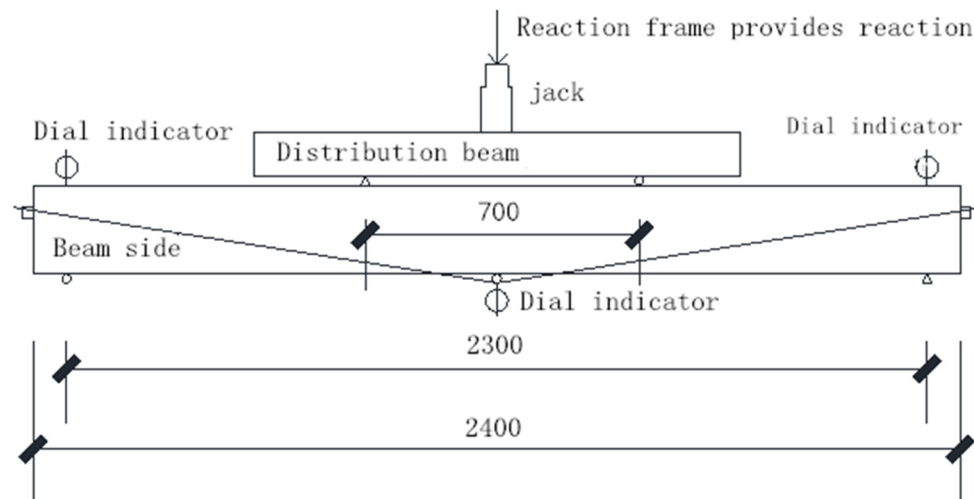 Reaction frame provides reaction
jack
Dial indicator
Dial indicator
Distribution beam
700
Beam side
Dial indicator
2300
2400